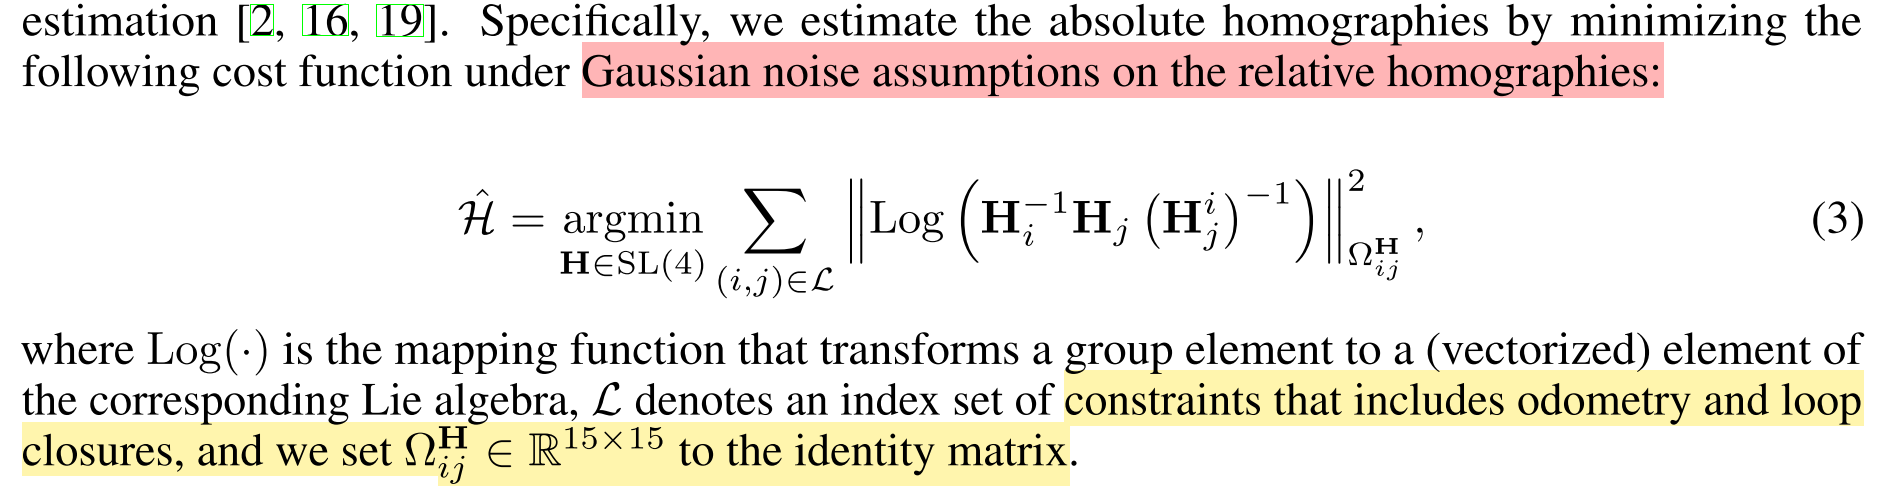 estimation [2, 16, 19]. Specifically, we estimate the absolute homographies by minimizing the
following cost function under Gaussian noise assumptions on the relative homographies:
$\hat{\mathcal{H}} = \underset{\mathbf{H} \in \mathrm{SL}(4)}{\operatorname{argmin}} \sum_{(i,j) \in \mathcal{L}} \left\| \mathrm{Log} \left( \mathbf{H}_i^{-1} \mathbf{H}_j \left( \mathbf{H}_j^i \right)^{-1} \right) \right\|_{\Omega_{ij}^{\mathbf{H}}}^2 ,$ (3)
where Log(·) is the mapping function that transforms a group element to a (vectorized) element of
the corresponding Lie algebra, $\mathcal{L}$ denotes an index set of constraints that includes odometry and loop
closures, and we set $\Omega_{ij}^{\mathbf{H}} \in \mathbb{R}^{15 \times 15}$ to the identity matrix.